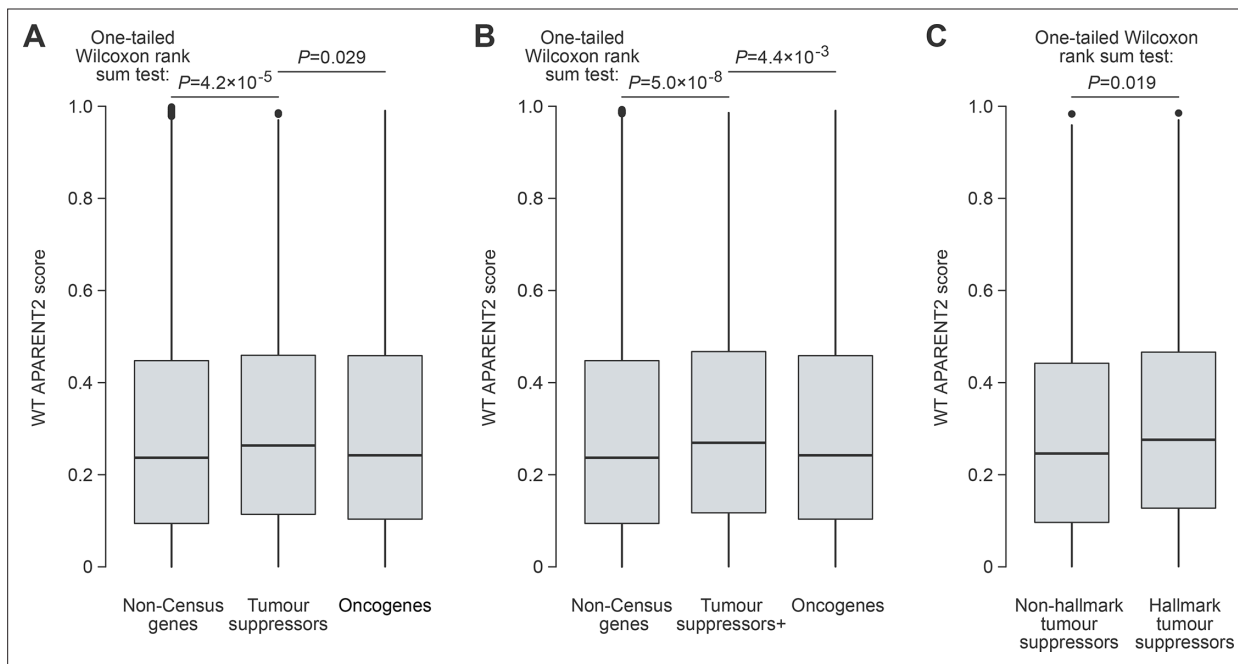 A
One-tailed
Wilcoxon rank
sum test:
P=4.2×10⁻⁵
P=0.029
1.0
0.8
0.6
0.4
0.2
0
WT APARENT2 score
Non-Census
genes
Tumour
suppressors
Oncogenes
B
One-tailed
Wilcoxon rank
sum test:
P=5.0×10⁻⁸
P=4.4×10⁻³
1.0
0.8
0.6
0.4
0.2
0
WT APARENT2 score
Non-Census
genes
Tumour
suppressors+
Oncogenes
C
One-tailed Wilcoxon
rank sum test:
P=0.019
1.0
0.8
0.6
0.4
0.2
0
WT APARENT2 score
Non-hallmark
tumour
suppressors
Hallmark
tumour
suppressors